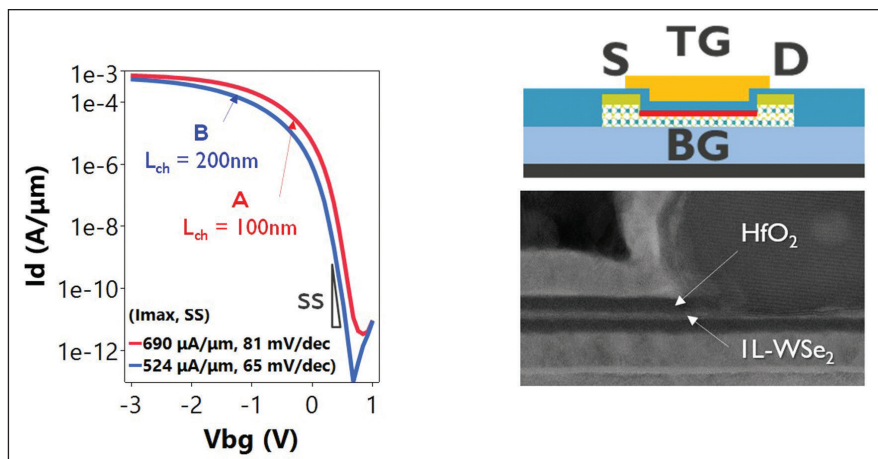 1e-3
1e-4
1e-6
1e-8
1e-10
1e-12
Id (A/μm)
B
L_ch = 200nm
A
L_ch = 100nm
SS
(Imax, SS)
690 μA/μm, 81 mV/dec
524 μA/μm, 65 mV/dec)
-3 -2 -1 0 1
Vbg (V)
S TG D
BG
HfO₂
1L-WSe₂